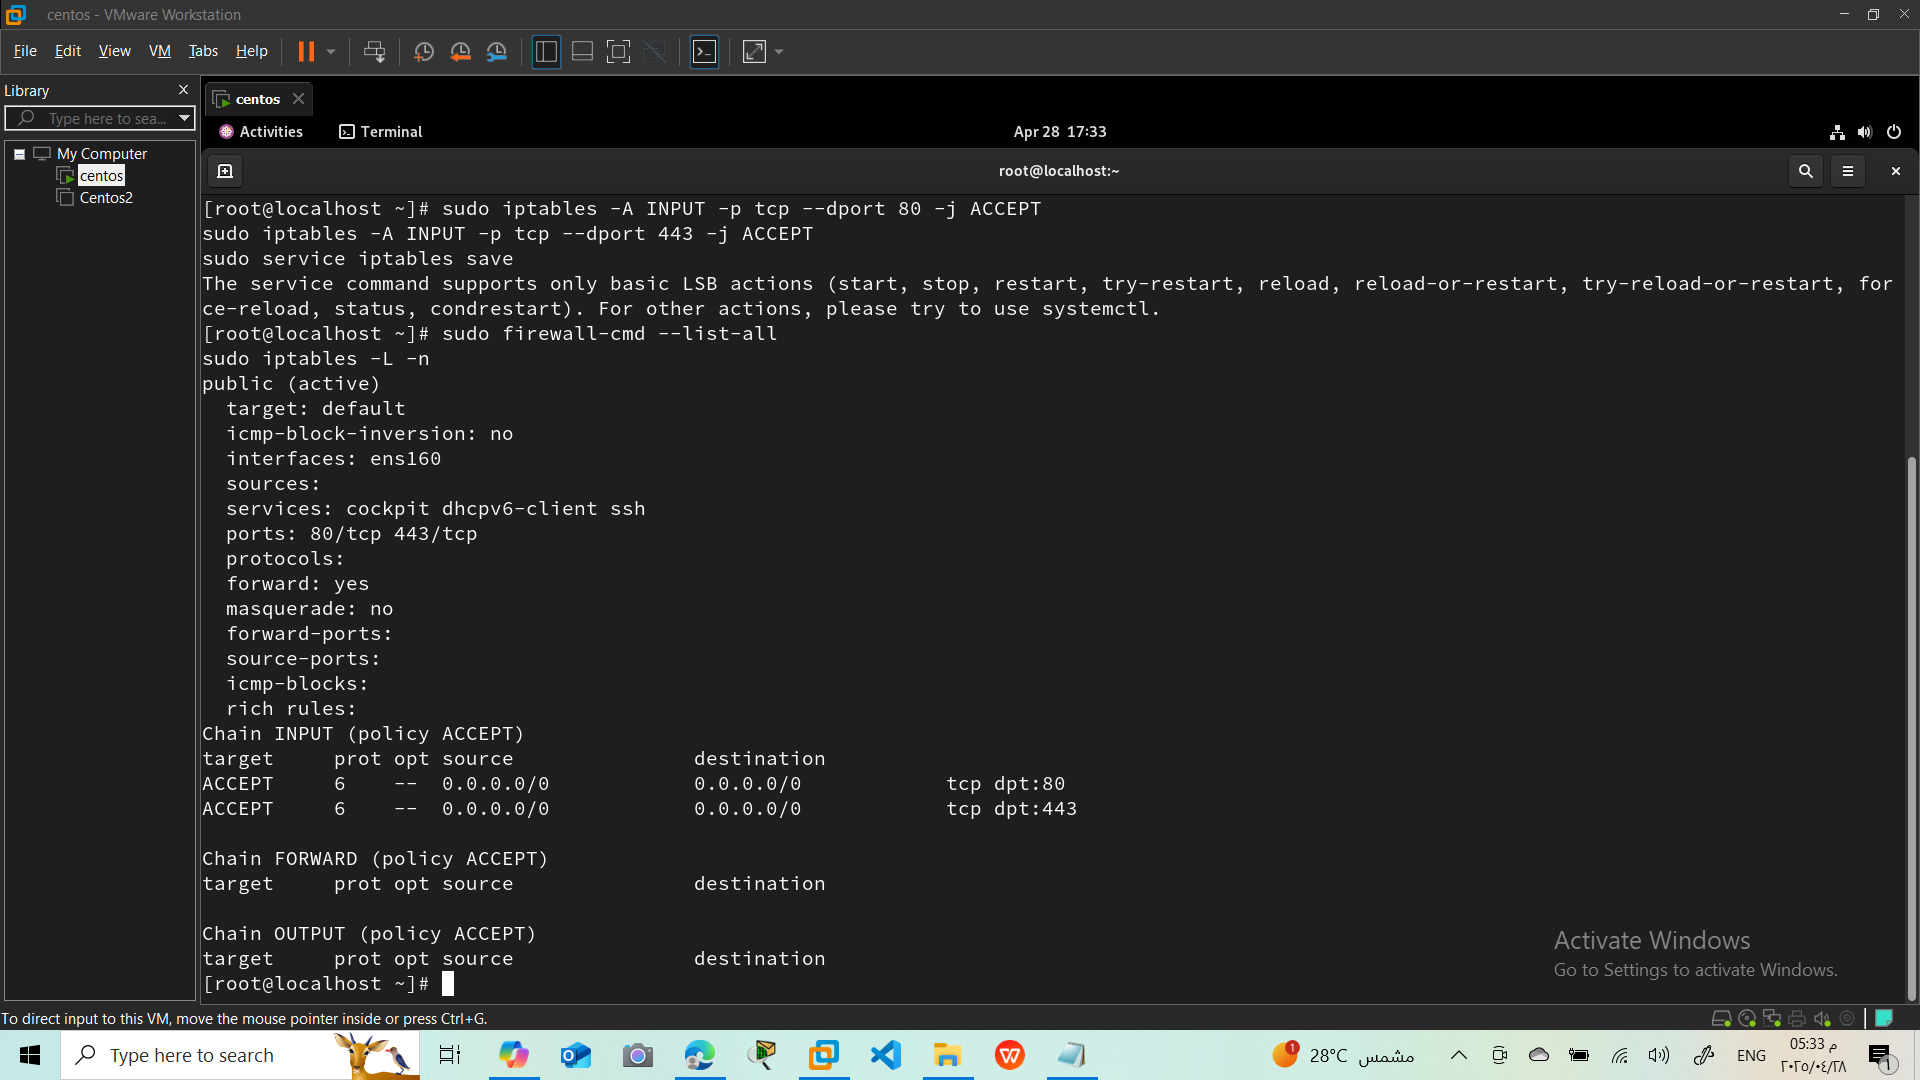 centos - VMware Workstation
File Edit View VM Tabs Help
Library
Type here to sea...
My Computer
centos
Centos2
centos
Activities Terminal Apr 28 17:33
root@localhost:~
[root@localhost ~]# sudo iptables -A INPUT -p tcp --dport 80 -j ACCEPT
sudo iptables -A INPUT -p tcp --dport 443 -j ACCEPT
sudo service iptables save
The service command supports only basic LSB actions (start, stop, restart, try-restart, reload, reload-or-restart, try-reload-or-restart, for
ce-reload, status, condrestart). For other actions, please try to use systemctl.
[root@localhost ~]# sudo firewall-cmd --list-all
sudo iptables -L -n
public (active)
  target: default
  icmp-block-inversion: no
  interfaces: ens160
  sources:
  services: cockpit dhcpv6-client ssh
  ports: 80/tcp 443/tcp
  protocols:
  forward: yes
  masquerade: no
  forward-ports:
  source-ports:
  icmp-blocks:
  rich rules:
Chain INPUT (policy ACCEPT)
target     prot opt source               destination
ACCEPT     6    --  0.0.0.0/0            0.0.0.0/0            tcp dpt:80
ACCEPT     6    --  0.0.0.0/0            0.0.0.0/0            tcp dpt:443

Chain FORWARD (policy ACCEPT)
target     prot opt source               destination

Chain OUTPUT (policy ACCEPT)
target     prot opt source               destination
[root@localhost ~]#
Activate Windows
Go to Settings to activate Windows.
To direct input to this VM, move the mouse pointer inside or press Ctrl+G.
Type here to search
1
28°C مشمس
ENG
05:33 م
٢٠٢٥/٠٤/٢٨
١